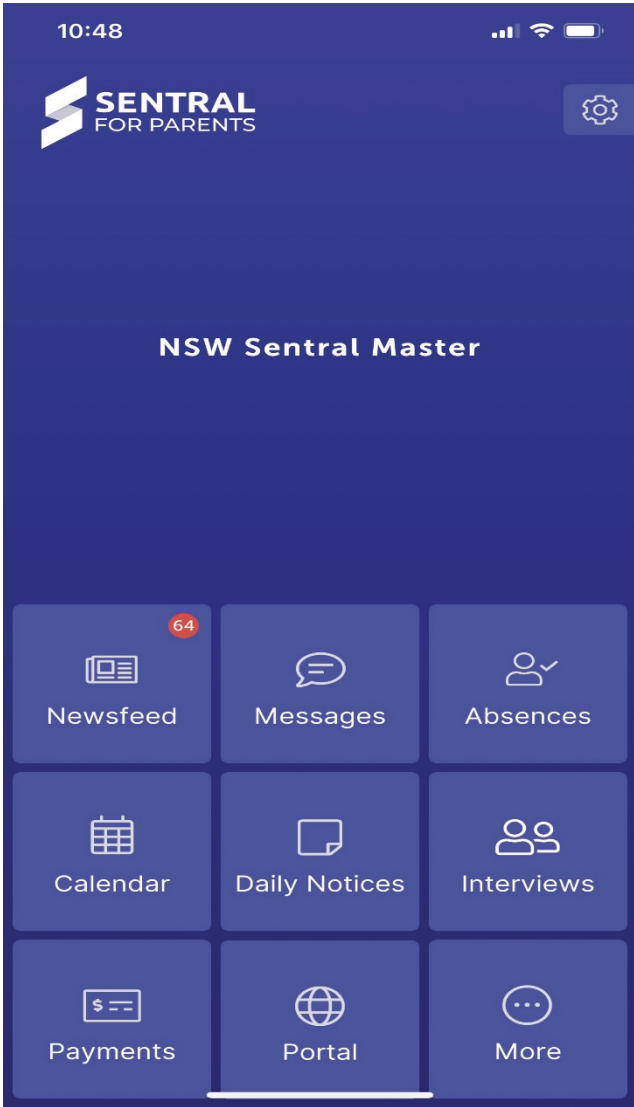 10:48
SENTRAL
FOR PARENTS
NSW Sentral Master
64
Newsfeed
Messages
Absences
Calendar
Daily Notices
Interviews
$
Payments
Portal
More